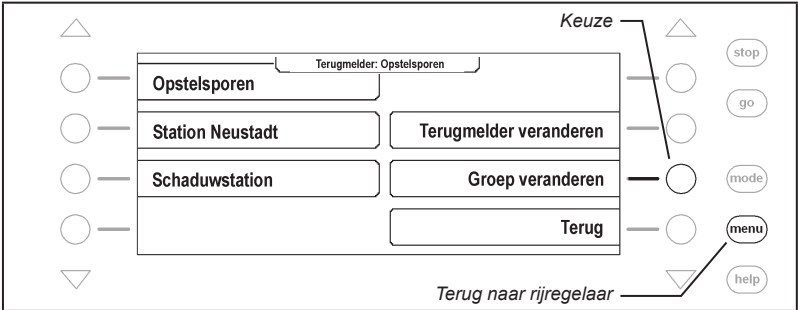 Keuze
stop
Terugmelder: Opstelsporen
Opstelsporen
go
Station Neustadt
Terugmelder veranderen
Schaduwstation
Groep veranderen
mode
Terug
menu
help
Terug naar rijregelaar